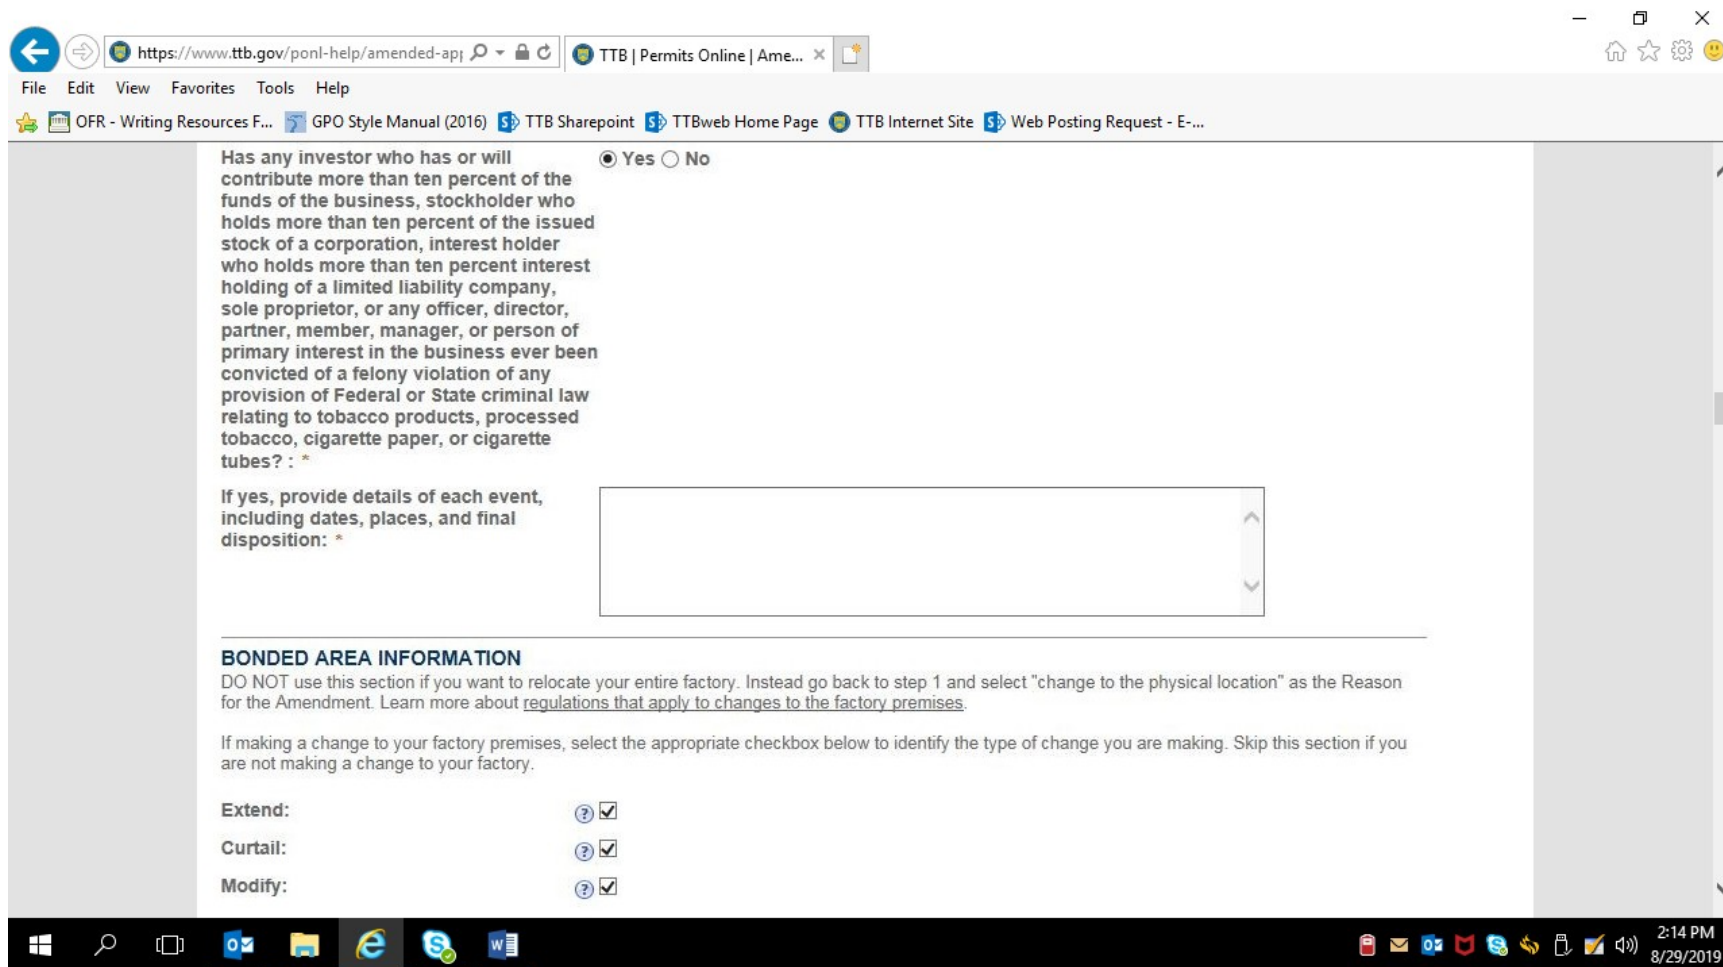 https://www.ttb.gov/ponl-help/amended-apr
TTB | Permits Online | Ame...
File Edit View Favorites Tools Help
OFR - Writing Resources F... GPO Style Manual (2016) TTB Sharepoint TTBweb Home Page TTB Internet Site Web Posting Request - E-...
Has any investor who has or will Yes No
contribute more than ten percent of the
funds of the business, stockholder who
holds more than ten percent of the issued
stock of a corporation, interest holder
who holds more than ten percent interest
holding of a limited liability company,
sole proprietor, or any officer, director,
partner, member, manager, or person of
primary interest in the business ever been
convicted of a felony violation of any
provision of Federal or State criminal law
relating to tobacco products, processed
tobacco, cigarette paper, or cigarette
tubes? : *
If yes, provide details of each event,
including dates, places, and final
disposition: *
BONDED AREA INFORMATION
DO NOT use this section if you want to relocate your entire factory. Instead go back to step 1 and select "change to the physical location" as the Reason
for the Amendment. Learn more about regulations that apply to changes to the factory premises.
If making a change to your factory premises, select the appropriate checkbox below to identify the type of change you are making. Skip this section if you
are not making a change to your factory.
Extend: ?
Curtail: ?
Modify: ?
2:14 PM
8/29/2019